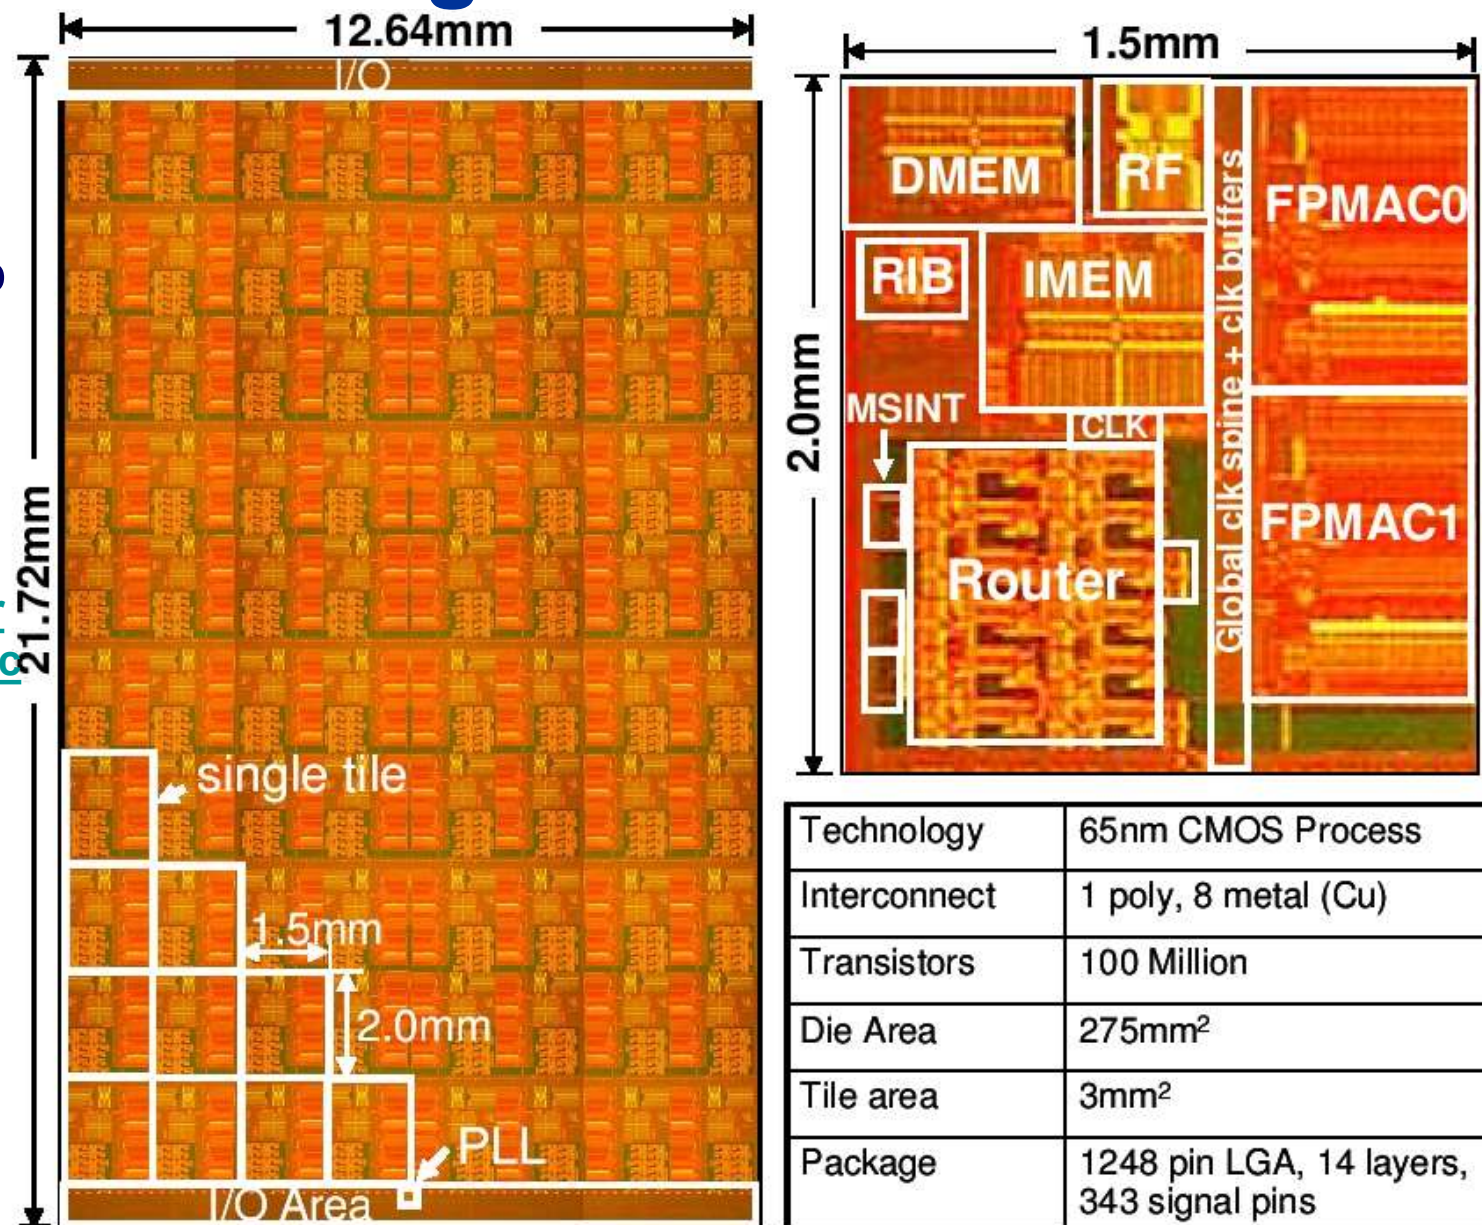 12.64mm
I/O
21.72mm
single tile
1.5mm
2.0mm
PLL
I/O Area
1.5mm
2.0mm
DMEM
RF
RIB
IMEM
MSINT
CLK
Router
Global clk spine + clk buffers
FPMAC0
FPMAC1
Technology 65nm CMOS Process
Interconnect 1 poly, 8 metal (Cu)
Transistors 100 Million
Die Area 275mm²
Tile area 3mm²
Package 1248 pin LGA, 14 layers,
343 signal pins